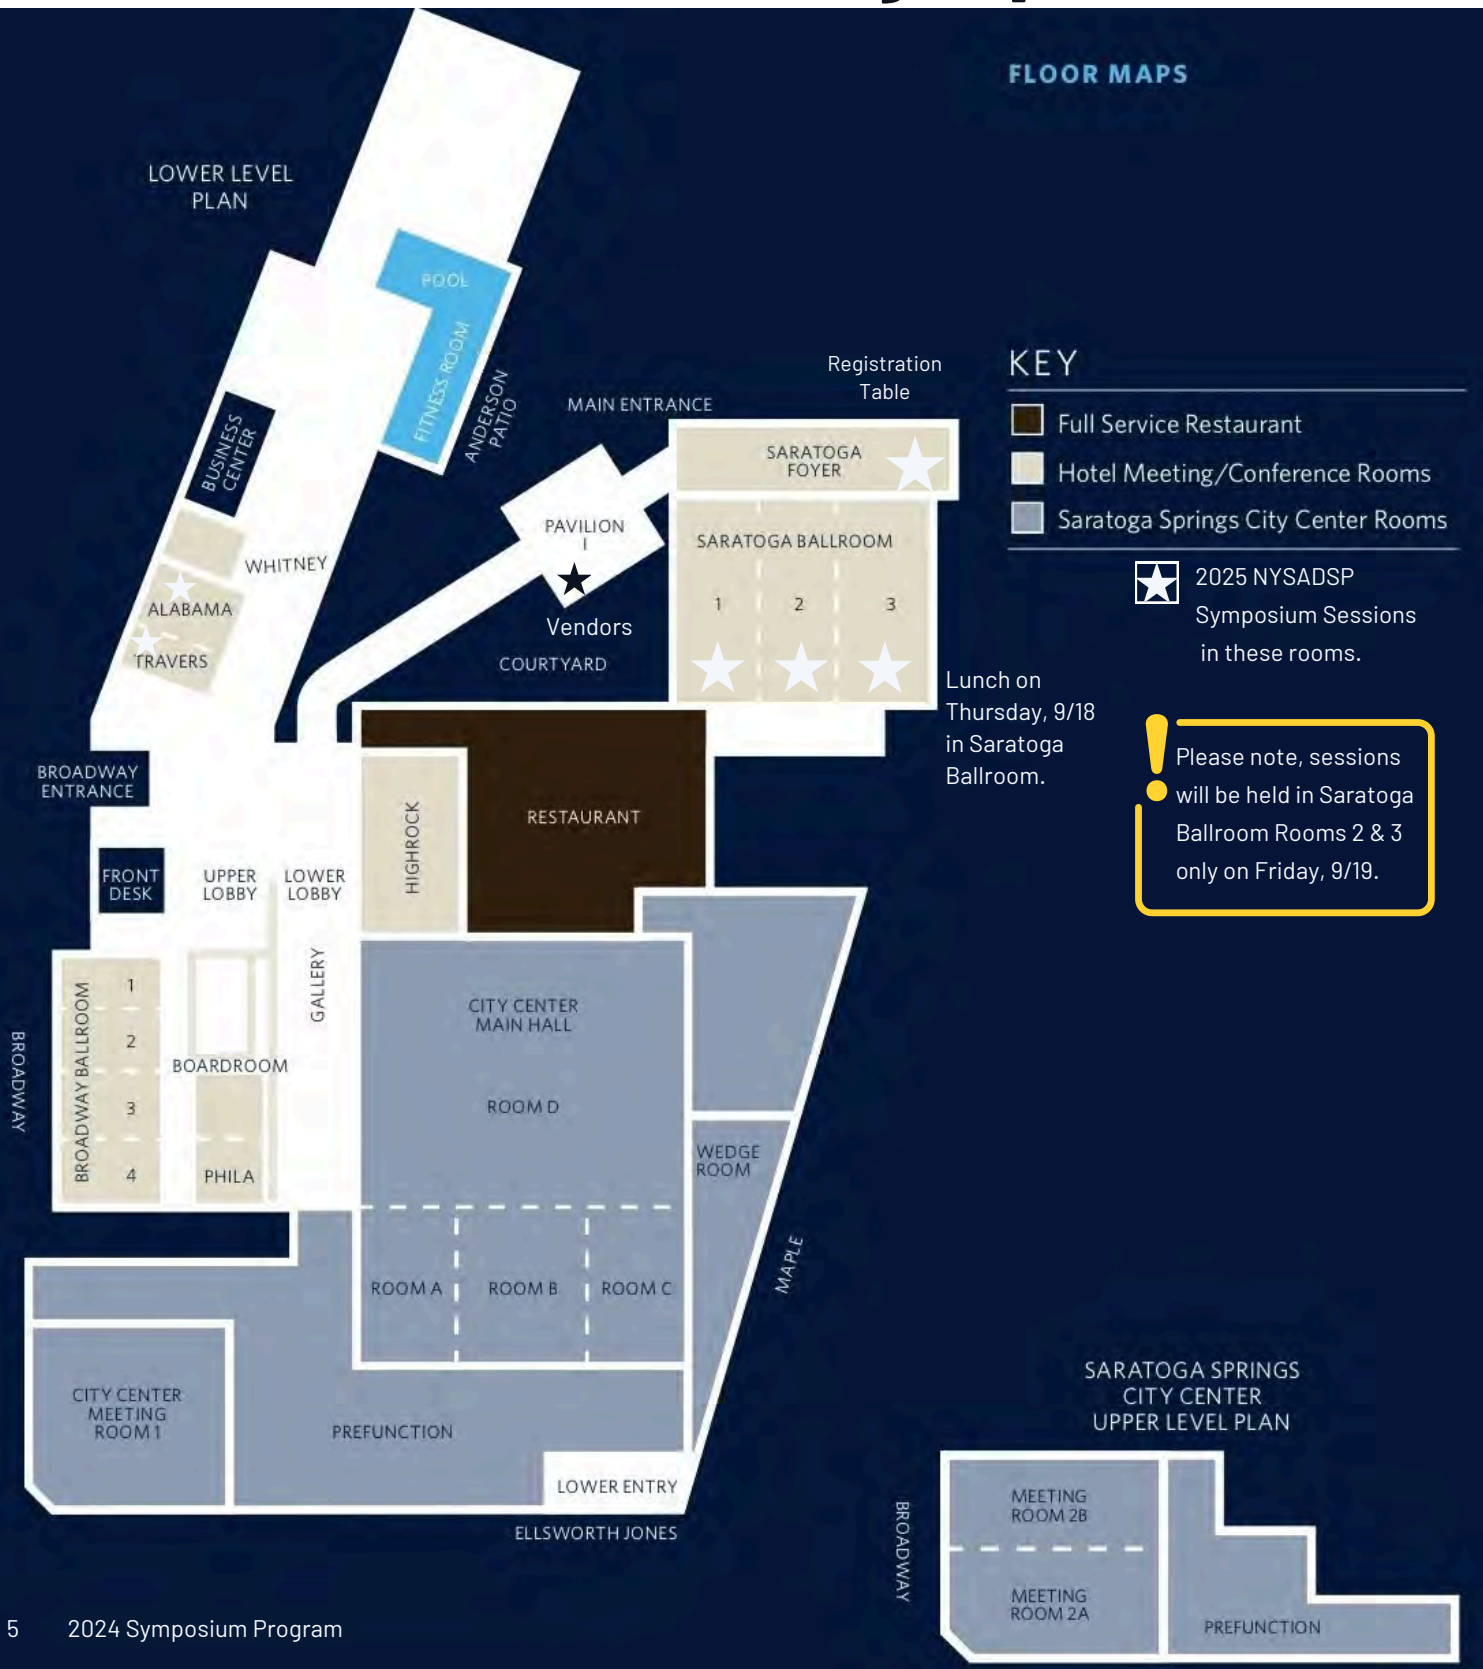 FLOOR MAPS
LOWER LEVEL
PLAN
POOL
FITNESS ROOM
ANDERSON
PATIO
BUSINESS
CENTER
WHITNEY
ALABAMA
TRAVERS
MAIN ENTRANCE
Registration
Table
SARATOGA
FOYER
PAVILION
I
Vendors
COURTYARD
SARATOGA BALLROOM
1
2
3
KEY
Full Service Restaurant
Hotel Meeting/Conference Rooms
Saratoga Springs City Center Rooms
2025 NYSADSP
Symposium Sessions
in these rooms.
Lunch on
Thursday, 9/18
in Saratoga
Ballroom.
!
Please note, sessions
will be held in Saratoga
Ballroom Rooms 2 & 3
only on Friday, 9/19.
BROADWAY
ENTRANCE
FRONT
DESK
UPPER
LOBBY
LOWER
LOBBY
HIGHROCK
RESTAURANT
GALLERY
BROADWAY
BROADWAY BALLROOM
1
2
3
4
BOARDROOM
PHILA
CITY CENTER
MAIN HALL
ROOM D
WEDGE
ROOM
ROOM A
ROOM B
ROOM C
MAPLE
CITY CENTER
MEETING
ROOM 1
PREFUNCTION
LOWER ENTRY
ELLSWORTH JONES
SARATOGA SPRINGS
CITY CENTER
UPPER LEVEL PLAN
BROADWAY
MEETING
ROOM 2B
MEETING
ROOM 2A
PREFUNCTION
5 2024 Symposium Program